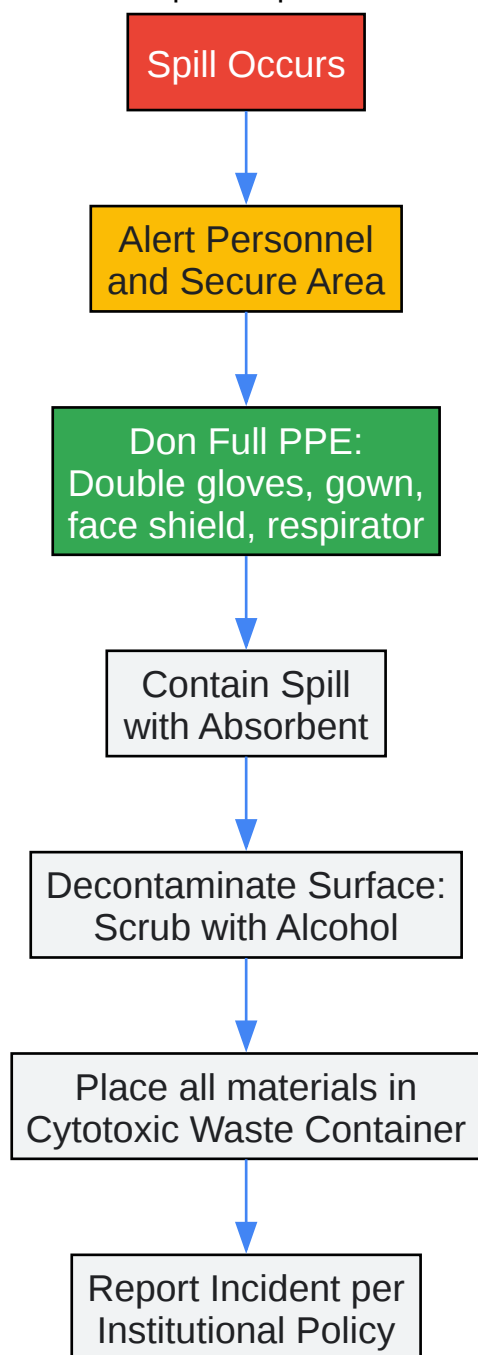 Spill Occurs
Alert Personnel
and Secure Area
Don Full PPE:
Double gloves, gown,
face shield, respirator
Contain Spill
with Absorbent
Decontaminate Surface:
Scrub with Alcohol
Place all materials in
Cytotoxic Waste Container
Report Incident per
Institutional Policy